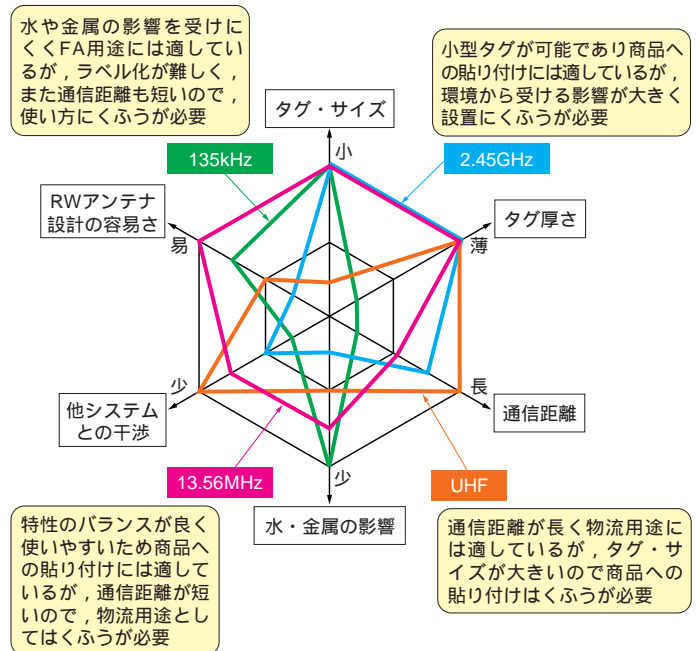 水や金属の影響を受けに
くくFA用途には適してい
るが，ラベル化が難しく，
また通信距離も短いので，
使い方にくふうが必要
小型タグが可能であり商品へ
の貼り付けには適しているが，
環境から受ける影響が大きく
設置にくふうが必要
タグ・サイズ
小
135kHz
2.45GHz
RWアンテナ
設計の容易さ
易
タグ厚さ
薄
少
他システム
との干渉
長
通信距離
13.56MHz
少
UHF
水・金属の影響
特性のバランスが良く
使いやすいため商品へ
の貼り付けには適して
いるが，通信距離が短
いので，物流用途とし
てはくふうが必要
通信距離が長く物流用途に
は適しているが，タグ・サ
イズが大きいので商品への
貼り付けはくふうが必要